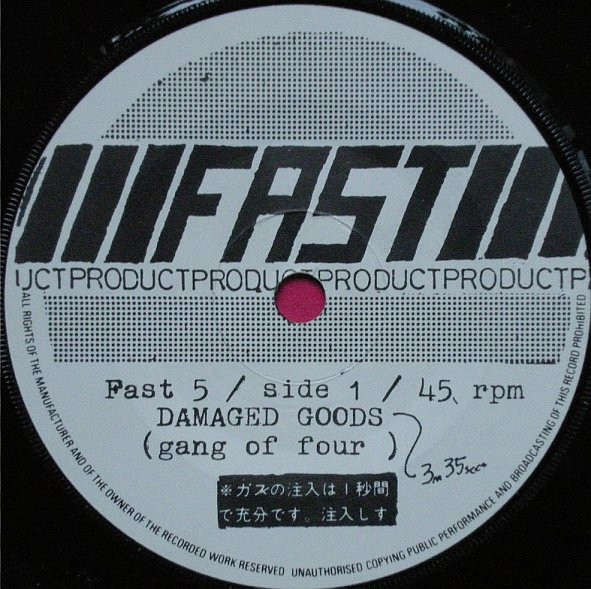 FAST
UCTPRODUCTPRODUCTPRODUCTPRODUCTP
Fast 5 / side 1 / 45 rpm
DAMAGED GOODS
(gang of four )
3m 35secs
※ガスの注入は1秒間
で充分です。注入しす
ALL RIGHTS OF THE MANUFACTURER AND OF THE OWNER OF THE RECORDED WORK RESERVED UNAUTHORISED COPYING PUBLIC PERFORMANCE AND BROADCASTING OF THIS RECORD PROHIBITED